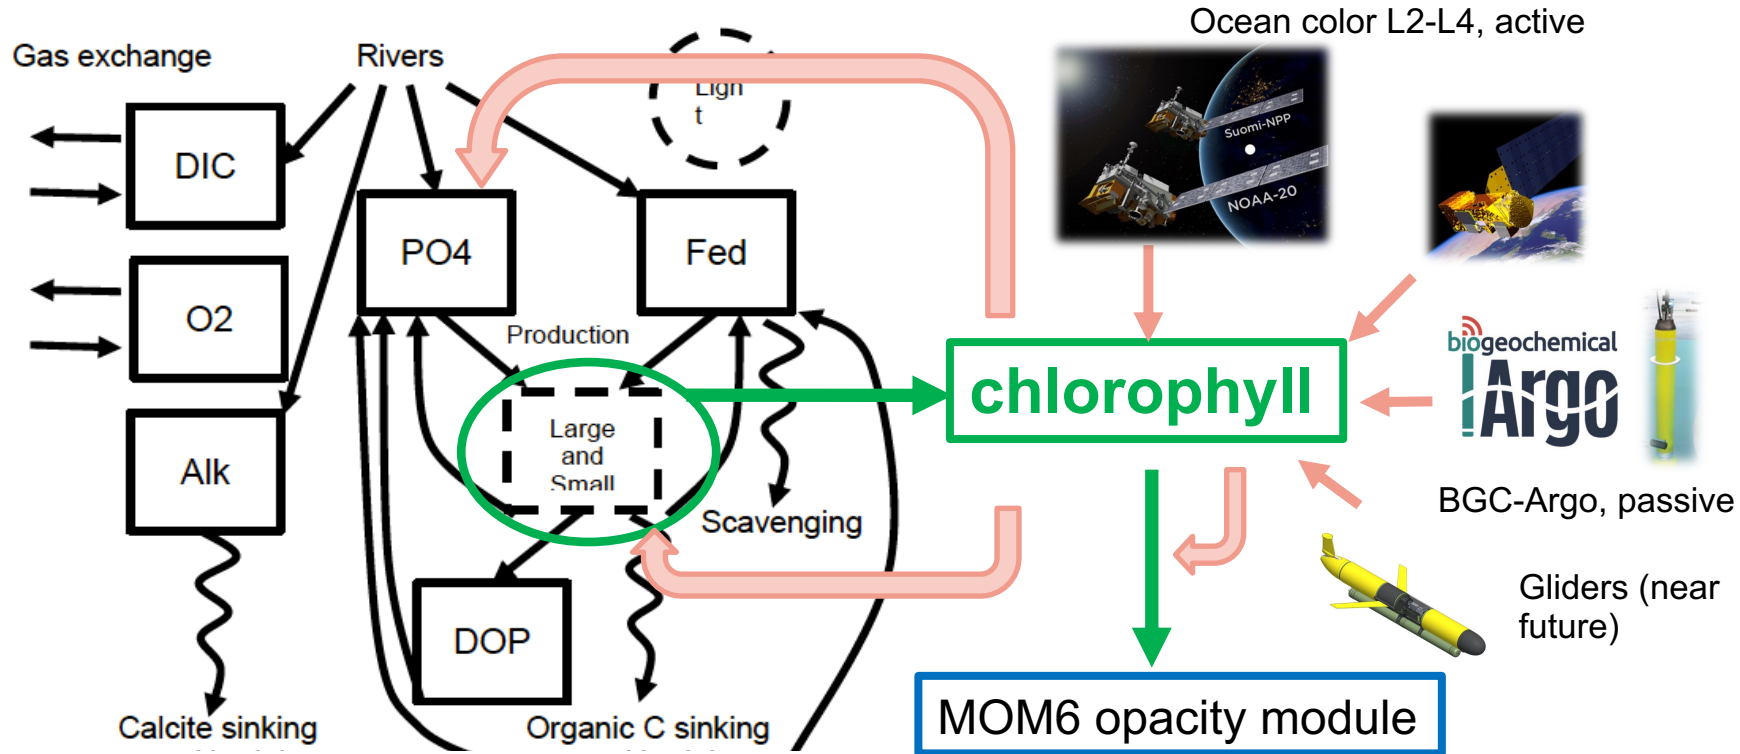 Ocean color L2-L4, active
Gas exchange
Rivers
Ligh
t
DIC
Suomi-NPP
NOAA-20
PO4
Fed
O2
Production
biogeochemical
Argo
chlorophyll
Large
and
Small
Alk
Scavenging
BGC-Argo, passive
Gliders (near
future)
DOP
MOM6 opacity module
Calcite sinking
Organic C sinking